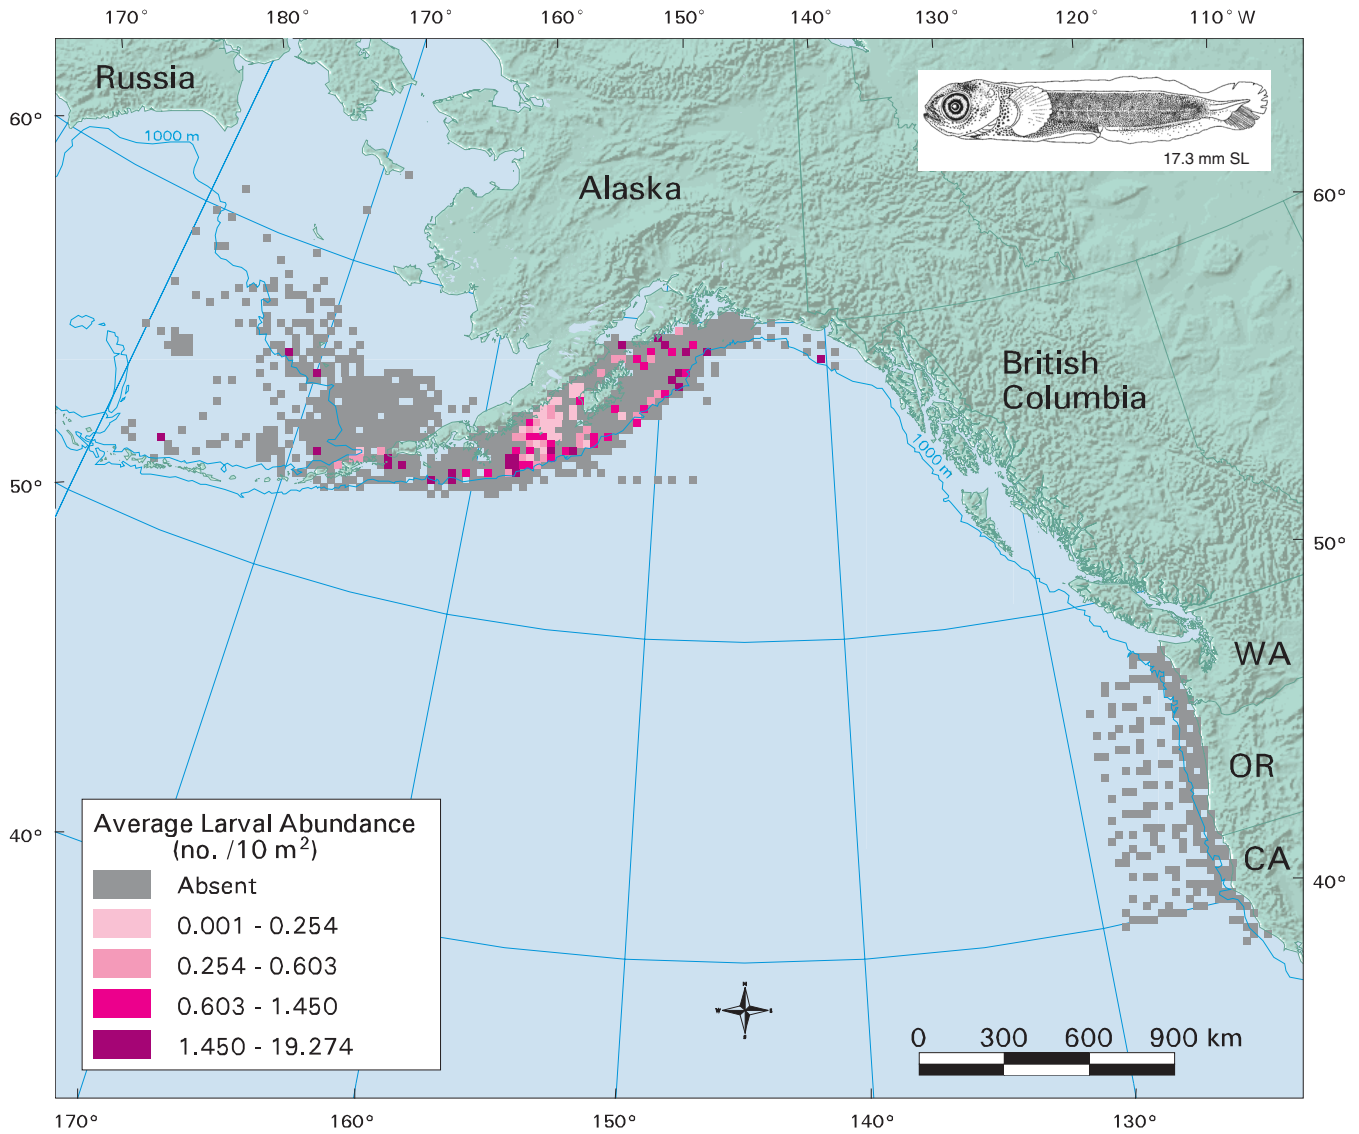 170° 180° 170° 160° 150° 140° 130° 120° 110° W
Russia
1000 m
60°
17.3 mm SL
Alaska
60°
British
Columbia
1000 m
50°
50°
WA
OR
CA
40°
40°
Average Larval Abundance
(no. /10 m²)
Absent
0.001 - 0.254
0.254 - 0.603
0.603 - 1.450
1.450 - 19.274
N
W
S
0 300 600 900 km
170° 160° 150° 140° 130°